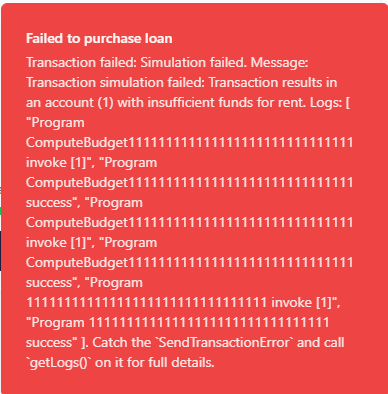 Failed to purchase loan
Transaction failed: Simulation failed. Message:
Transaction simulation failed: Transaction results in
an account (1) with insufficient funds for rent. Logs: [
"Program
ComputeBudget111111111111111111111111111111
invoke [1]", "Program
ComputeBudget111111111111111111111111111111
success", "Program
ComputeBudget111111111111111111111111111111
invoke [1]", "Program
ComputeBudget111111111111111111111111111111
success", "Program
11111111111111111111111111111111 invoke [1]",
"Program 11111111111111111111111111111111
success" ]. Catch the `SendTransactionError` and call
`getLogs()` on it for full details.